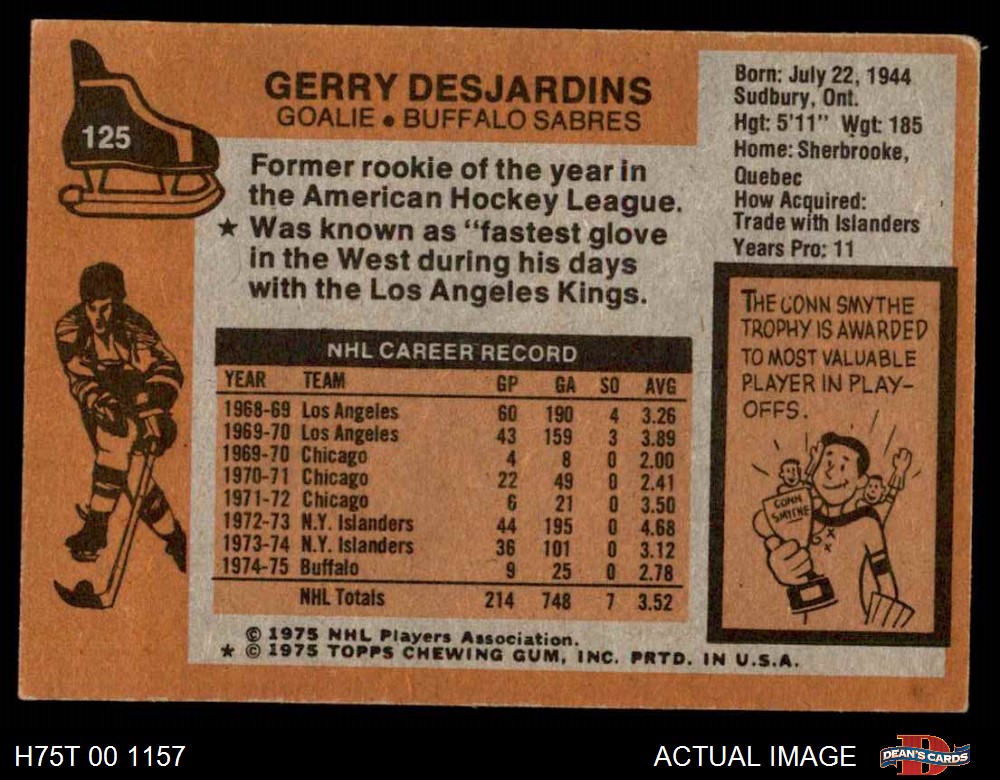 125
GERRY DESJARDINS
GOALIE • BUFFALO SABRES
Former rookie of the year in
the American Hockey League.
★ Was known as "fastest glove
in the West during his days
with the Los Angeles Kings.
Born: July 22, 1944
Sudbury, Ont.
Hgt: 5'11" Wgt: 185
Home: Sherbrooke,
Quebec
How Acquired:
Trade with Islanders
Years Pro: 11
NHL CAREER RECORD
YEAR TEAM GP GA SO AVG
1968-69 Los Angeles 60 190 4 3.26
1969-70 Los Angeles 43 159 3 3.89
1969-70 Chicago 4 8 0 2.00
1970-71 Chicago 22 49 0 2.41
1971-72 Chicago 6 21 0 3.50
1972-73 N.Y. Islanders 44 195 0 4.68
1973-74 N.Y. Islanders 36 101 0 3.12
1974-75 Buffalo 9 25 0 2.78
NHL Totals 214 748 7 3.52
THE CONN SMYTHE
TROPHY IS AWARDED
TO MOST VALUABLE
PLAYER IN PLAY-
OFFS.
CONN
SMYTHE
© 1975 NHL Players Association.
★ © 1975 TOPPS CHEWING GUM, INC. PRTD. IN U.S.A.
H75T 00 1157
ACTUAL IMAGE
DEAN'S CARDS